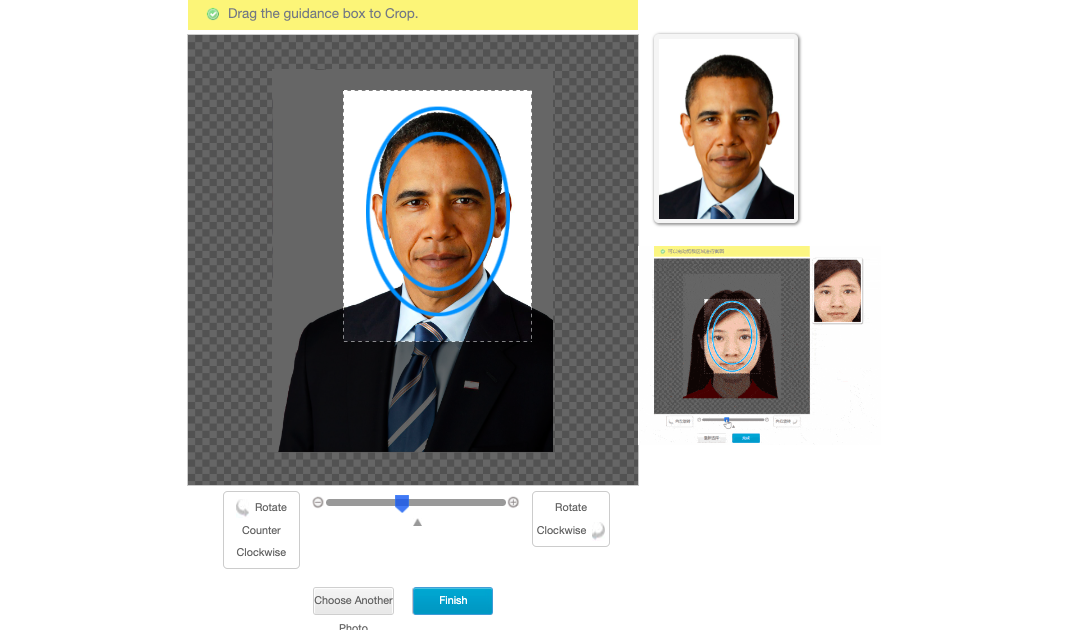 Drag the guidance box to Crop.
Rotate
Counter
Clockwise
Rotate
Clockwise
Choose Another
Photo
Finish